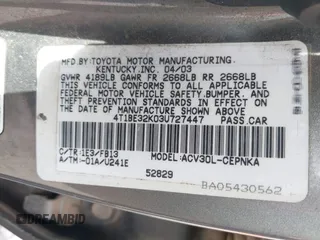 MFD. BY: TOYOTA MOTOR MANUFACTURING.
KENTUCKY.INC. 04/03
GVWR 4189LB GAWR FR 2668LB RR 2668LB
THIS VEHICLE CONFORMS TO ALL APPLICABLE
FEDERAL MOTOR VEHICLE SAFETY.BUMPER, AND
THEFT PREVENTION STANDARDS IN EFFECT ON
THE DATE OF MANUFACTURE SHOWN ABOVE.
4T1BE32K03U727447 PASS.CAR
C/TR:1E3/FB13 MODEL:ACV30L-CEPNKA
A/TM:-01A/U241E
52829
BA05430562